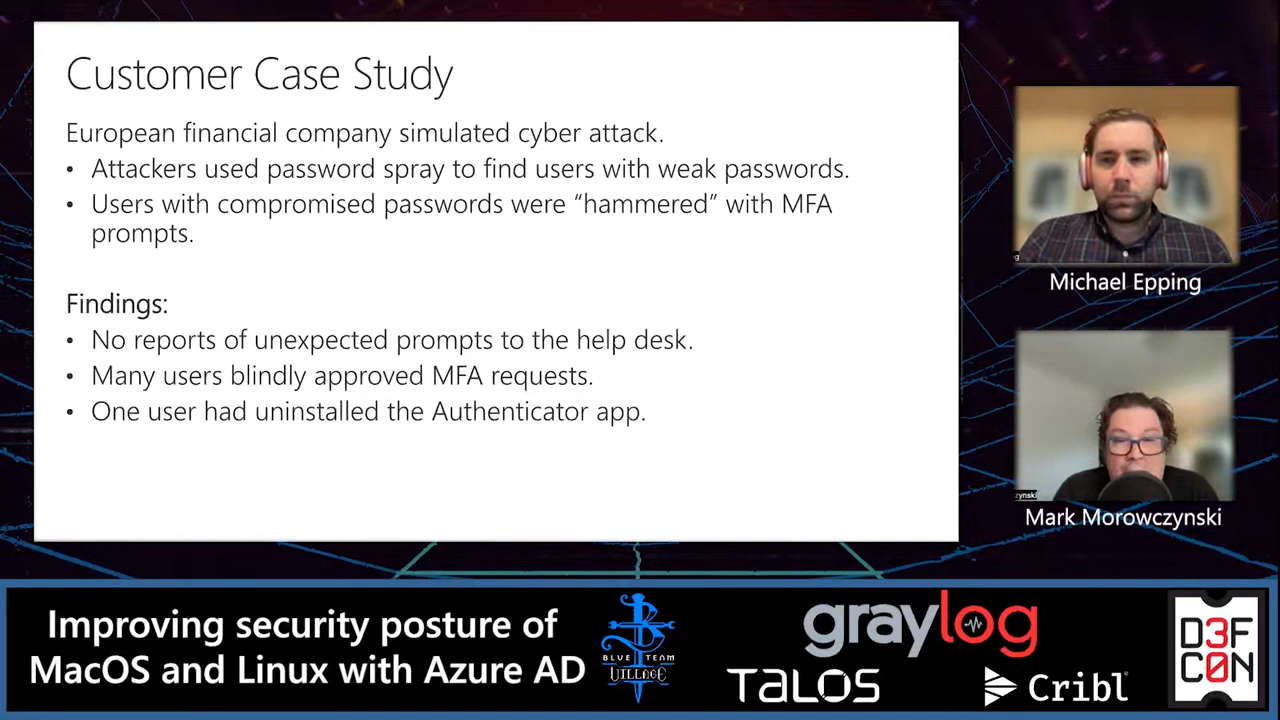 Customer Case Study
European financial company simulated cyber attack.
• Attackers used password spray to find users with weak passwords.
• Users with compromised passwords were “hammered” with MFA
prompts.
Findings:
• No reports of unexpected prompts to the help desk.
• Many users blindly approved MFA requests.
• One user had uninstalled the Authenticator app.
Michael Epping
zynski
Mark Morowczynski
Improving security posture of
MacOS and Linux with Azure AD
BLUE TEAM
VILLAGE
graylog
TALOS
Cribl
D3F
C0N